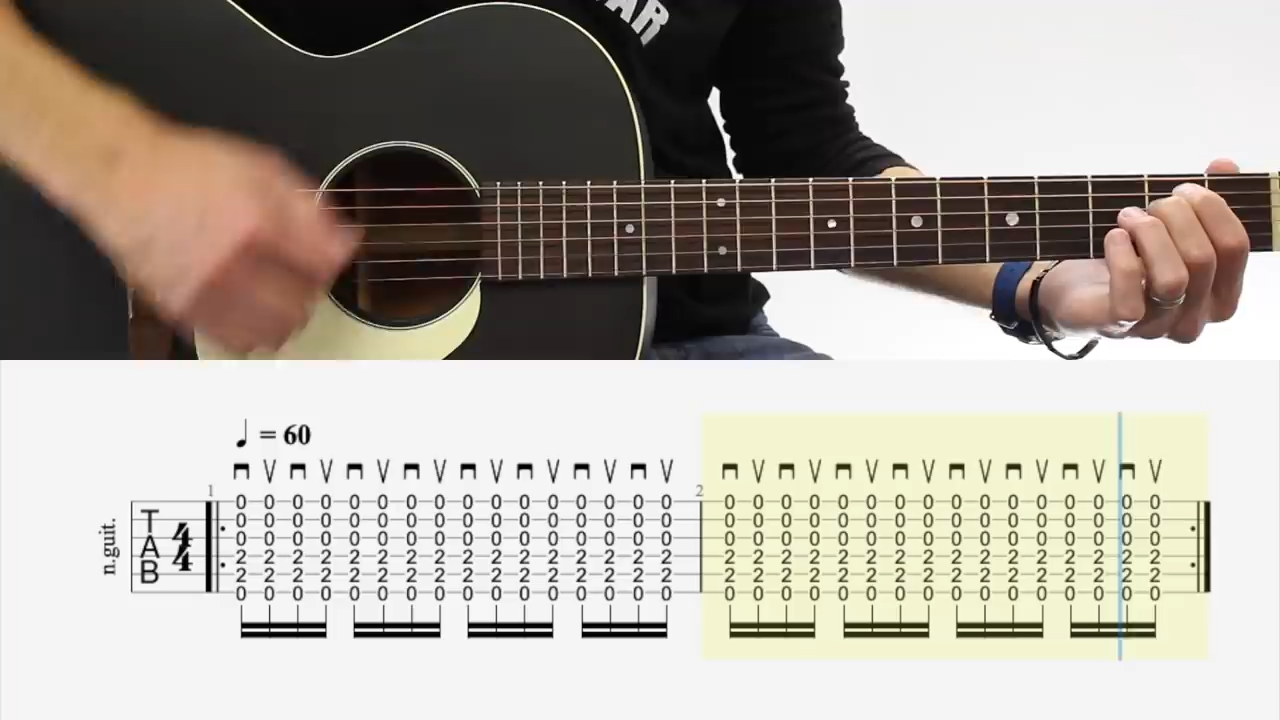 AR
♩ = 60
1
2
n.guit.
TAB
4
4
0 0 0 0 0 0 0 0 0 0 0 0 0 0 0 0 0 0 0 0 0 0 0 0 0 0 0 0 0 0 0 0
0 0 0 0 0 0 0 0 0 0 0 0 0 0 0 0 0 0 0 0 0 0 0 0 0 0 0 0 0 0 0 0
0 0 0 0 0 0 0 0 0 0 0 0 0 0 0 0 0 0 0 0 0 0 0 0 0 0 0 0 0 0 0 0
2 2 2 2 2 2 2 2 2 2 2 2 2 2 2 2 2 2 2 2 2 2 2 2 2 2 2 2 2 2 2 2
2 2 2 2 2 2 2 2 2 2 2 2 2 2 2 2 2 2 2 2 2 2 2 2 2 2 2 2 2 2 2 2
0 0 0 0 0 0 0 0 0 0 0 0 0 0 0 0 0 0 0 0 0 0 0 0 0 0 0 0 0 0 0 0